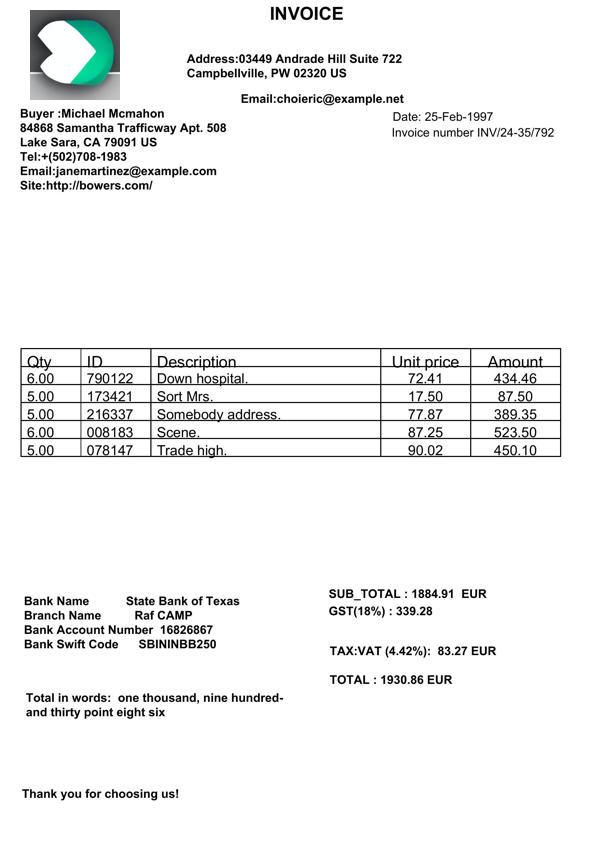 INVOICE
Address:03449 Andrade Hill Suite 722
Campbellville, PW 02320 US
Email:choieric@example.net
Buyer :Michael Mcmahon
84868 Samantha Trafficway Apt. 508
Lake Sara, CA 79091 US
Tel:+(502)708-1983
Email:janemartinez@example.com
Site:http://bowers.com/
Date: 25-Feb-1997
Invoice number INV/24-35/792
Qty ID Description Unit price Amount
6.00 790122 Down hospital. 72.41 434.46
5.00 173421 Sort Mrs. 17.50 87.50
5.00 216337 Somebody address. 77.87 389.35
6.00 008183 Scene. 87.25 523.50
5.00 078147 Trade high. 90.02 450.10
Bank Name State Bank of Texas
Branch Name Raf CAMP
Bank Account Number 16826867
Bank Swift Code SBININBB250
SUB_TOTAL : 1884.91 EUR
GST(18%) : 339.28
TAX:VAT (4.42%): 83.27 EUR
TOTAL : 1930.86 EUR
Total in words: one thousand, nine hundred-
and thirty point eight six
Thank you for choosing us!